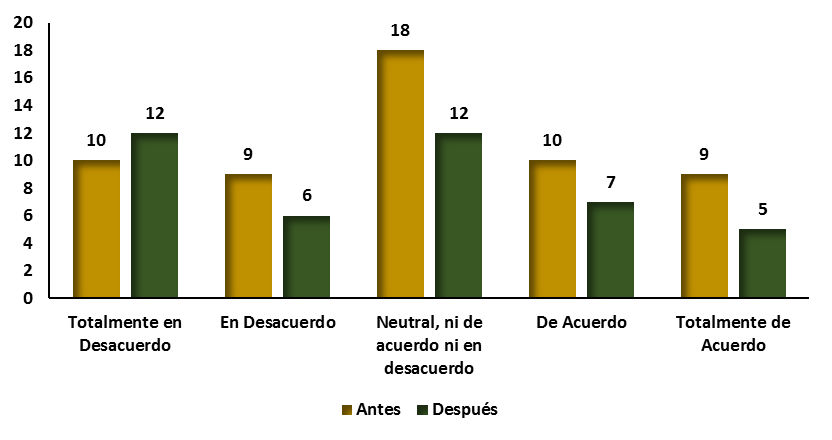 20
18
16
14
12
10
8
6
4
2
0
10
12
9
6
18
12
10
7
9
5
Totalmente en
Desacuerdo
En Desacuerdo
Neutral, ni de
acuerdo ni en
desacuerdo
De Acuerdo
Totalmente de
Acuerdo
Antes Después